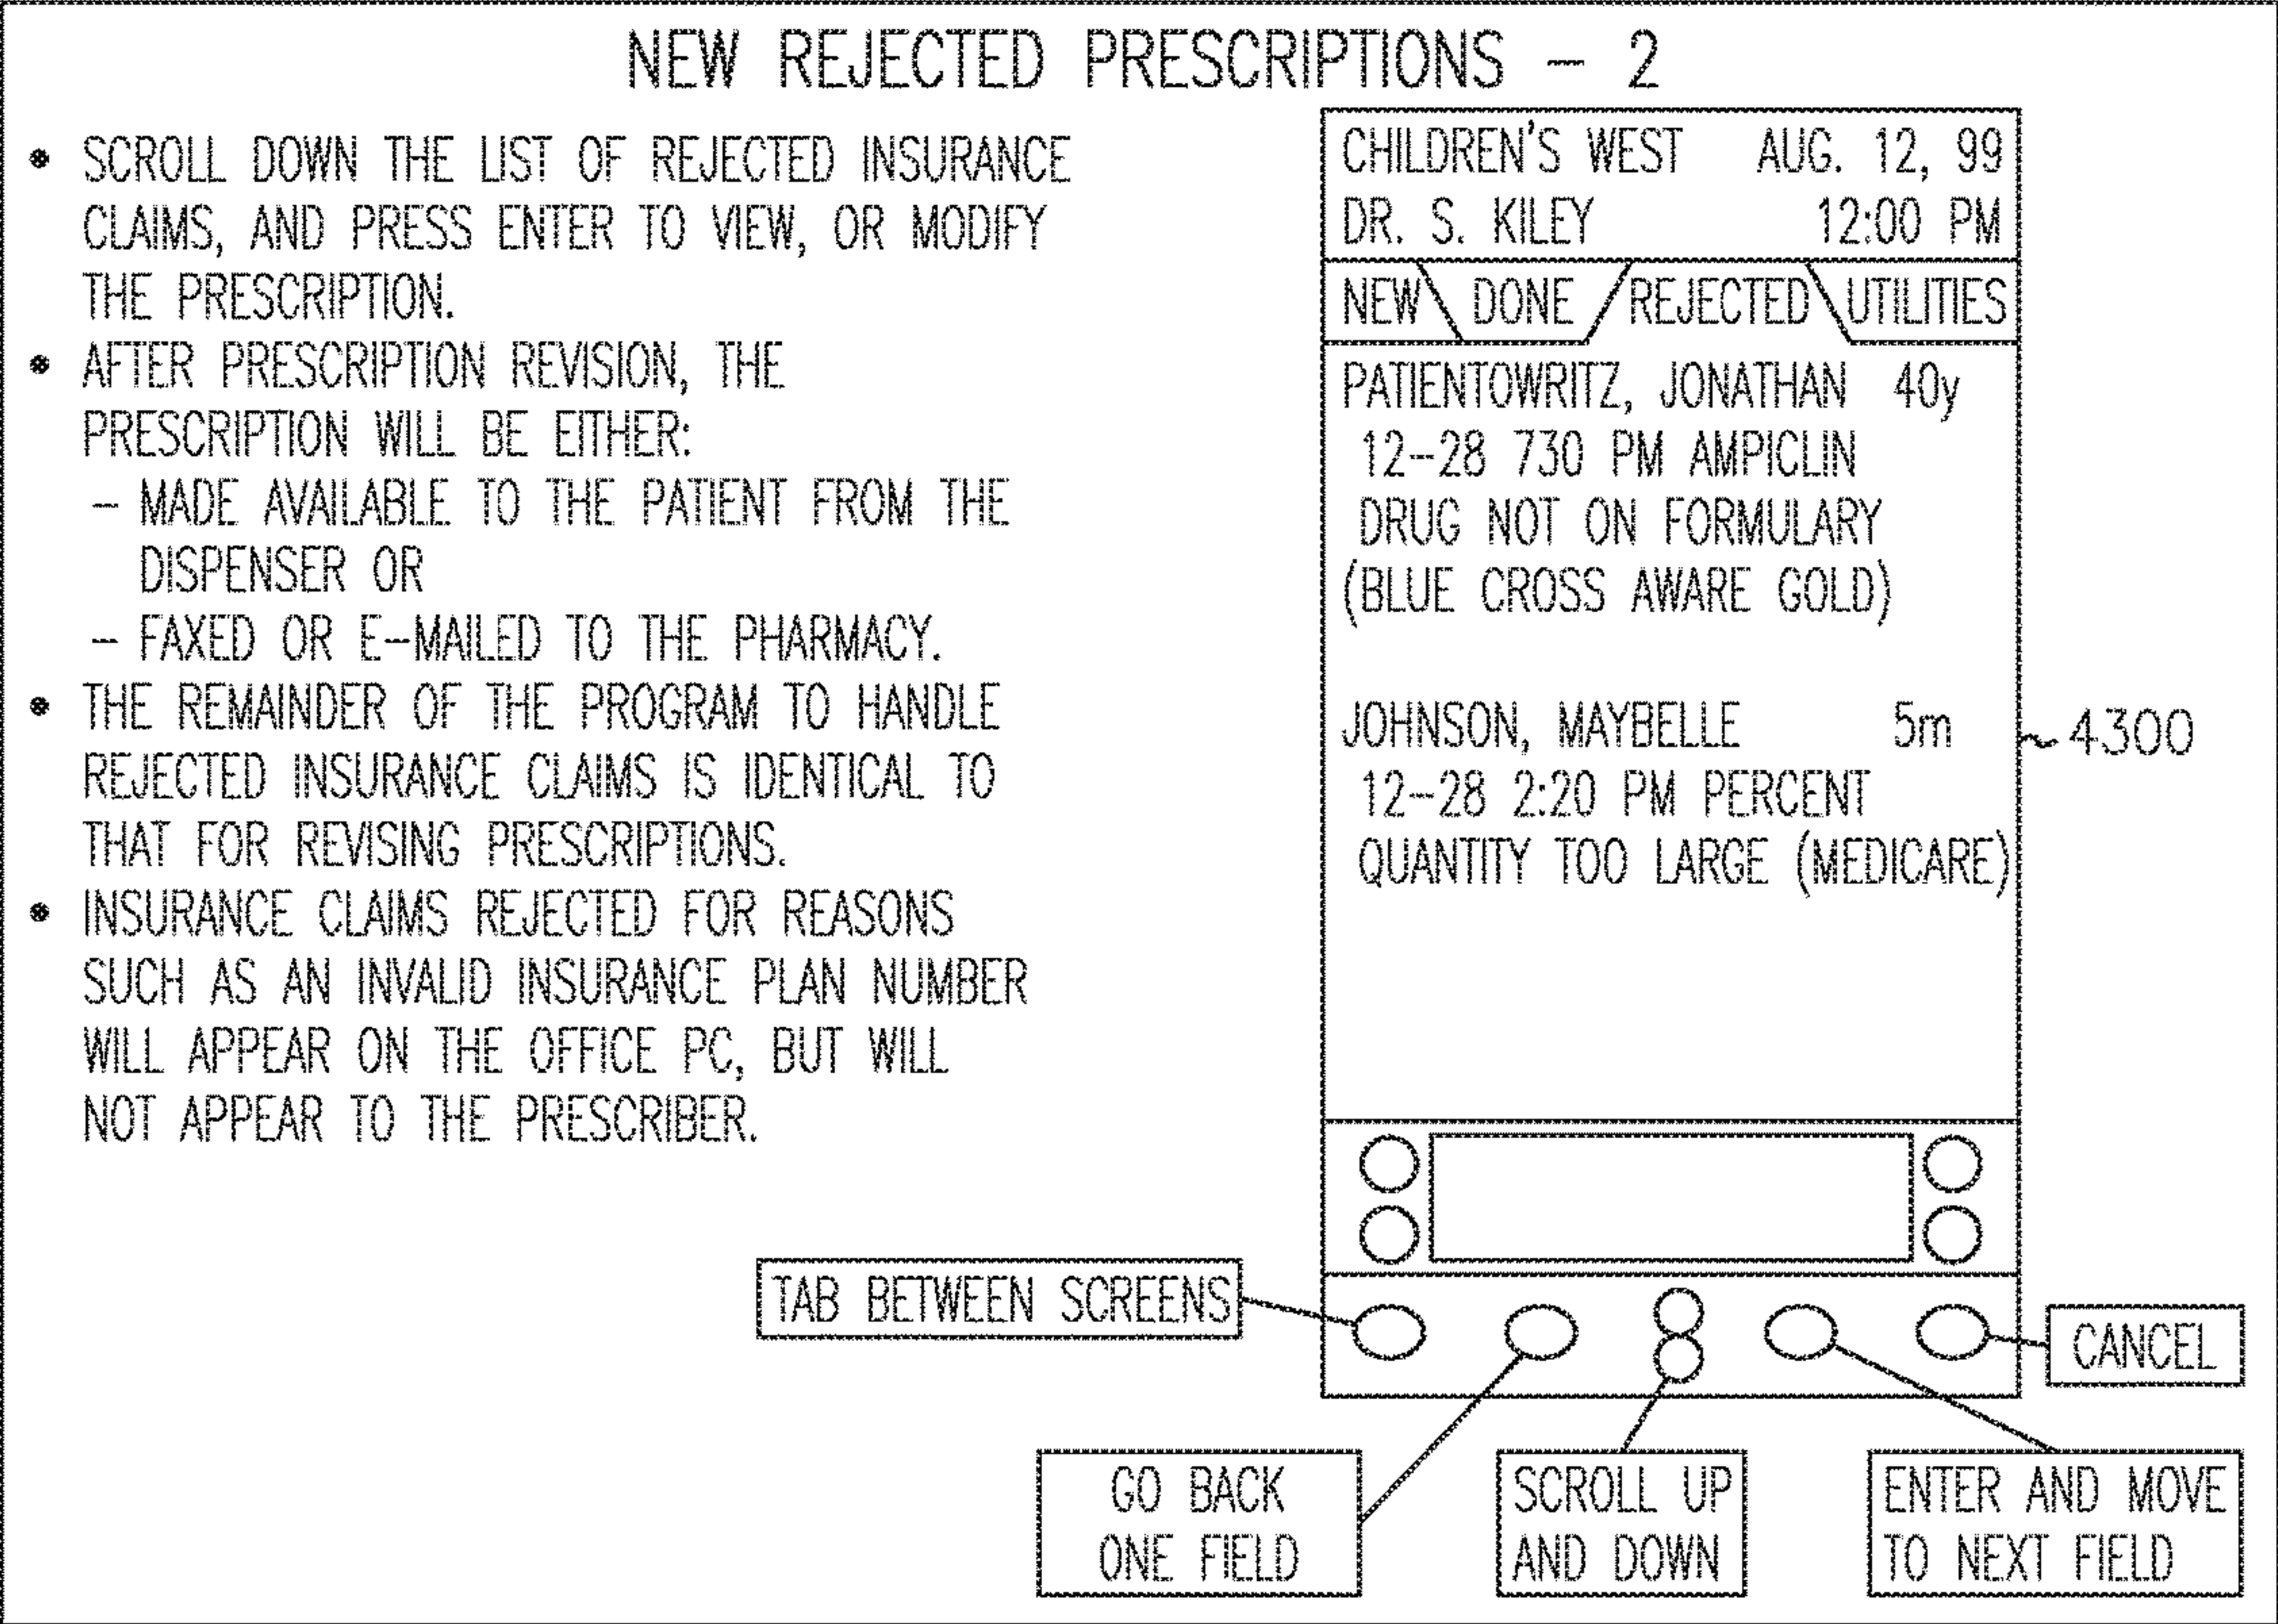 NEW REJECTED PRESCRIPTIONS – 2
• SCROLL DOWN THE LIST OF REJECTED INSURANCE
CLAIMS, AND PRESS ENTER TO VIEW, OR MODIFY
THE PRESCRIPTION.
• AFTER PRESCRIPTION REVISION, THE
PRESCRIPTION WILL BE EITHER:
– MADE AVAILABLE TO THE PATIENT FROM THE
DISPENSER OR
– FAXED OR E–MAILED TO THE PHARMACY.
• THE REMAINDER OF THE PROGRAM TO HANDLE
REJECTED INSURANCE CLAIMS IS IDENTICAL TO
THAT FOR REVISING PRESCRIPTIONS.
• INSURANCE CLAIMS REJECTED FOR REASONS
SUCH AS AN INVALID INSURANCE PLAN NUMBER
WILL APPEAR ON THE OFFICE PC, BUT WILL
NOT APPEAR TO THE PRESCRIBER.
CHILDREN'S WEST AUG. 12, 99
DR. S. KILEY 12:00 PM
NEW DONE REJECTED UTILITIES
PATIENTOWRITZ, JONATHAN 40y
12–28 730 PM AMPICLIN
DRUG NOT ON FORMULARY
(BLUE CROSS AWARE GOLD)
JOHNSON, MAYBELLE 5m
4300
12–28 2:20 PM PERCENT
QUANTITY TOO LARGE (MEDICARE)
TAB BETWEEN SCREENS
CANCEL
GO BACK
ONE FIELD
SCROLL UP
AND DOWN
ENTER AND MOVE
TO NEXT FIELD